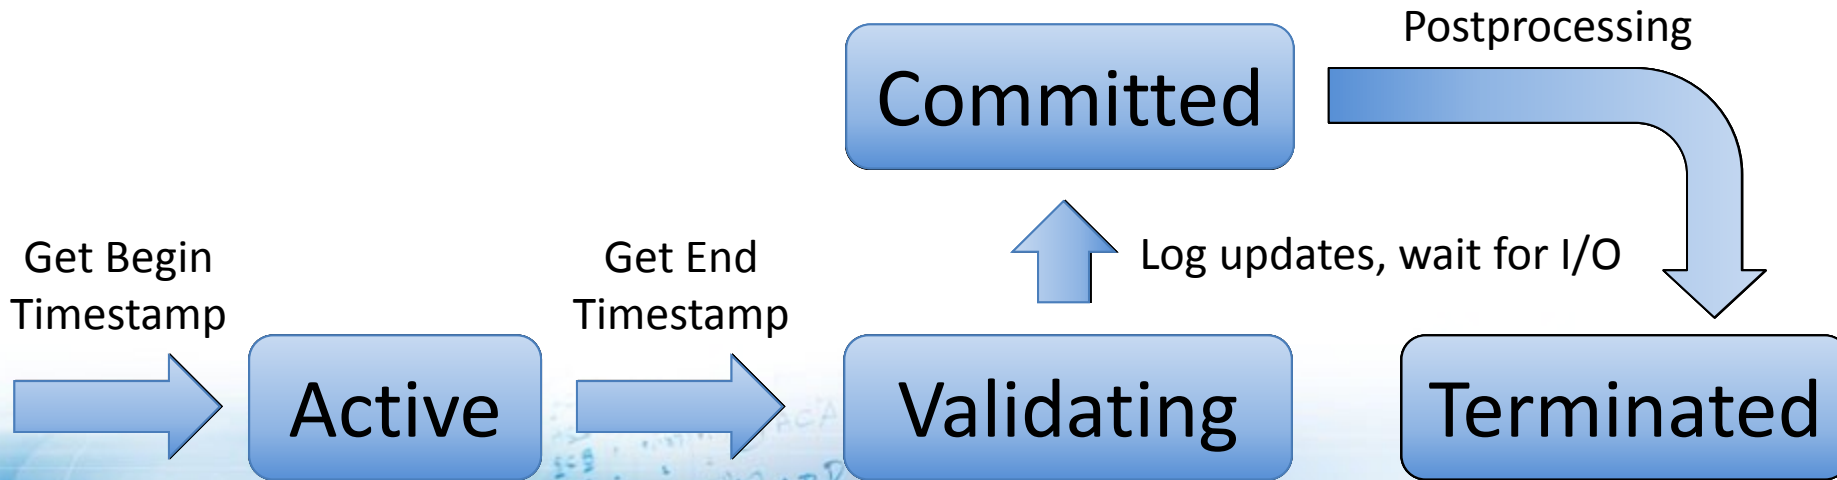 Postprocessing
Committed
Get Begin
Timestamp
Get End
Timestamp
Log updates, wait for I/O
Active
Validating
Terminated